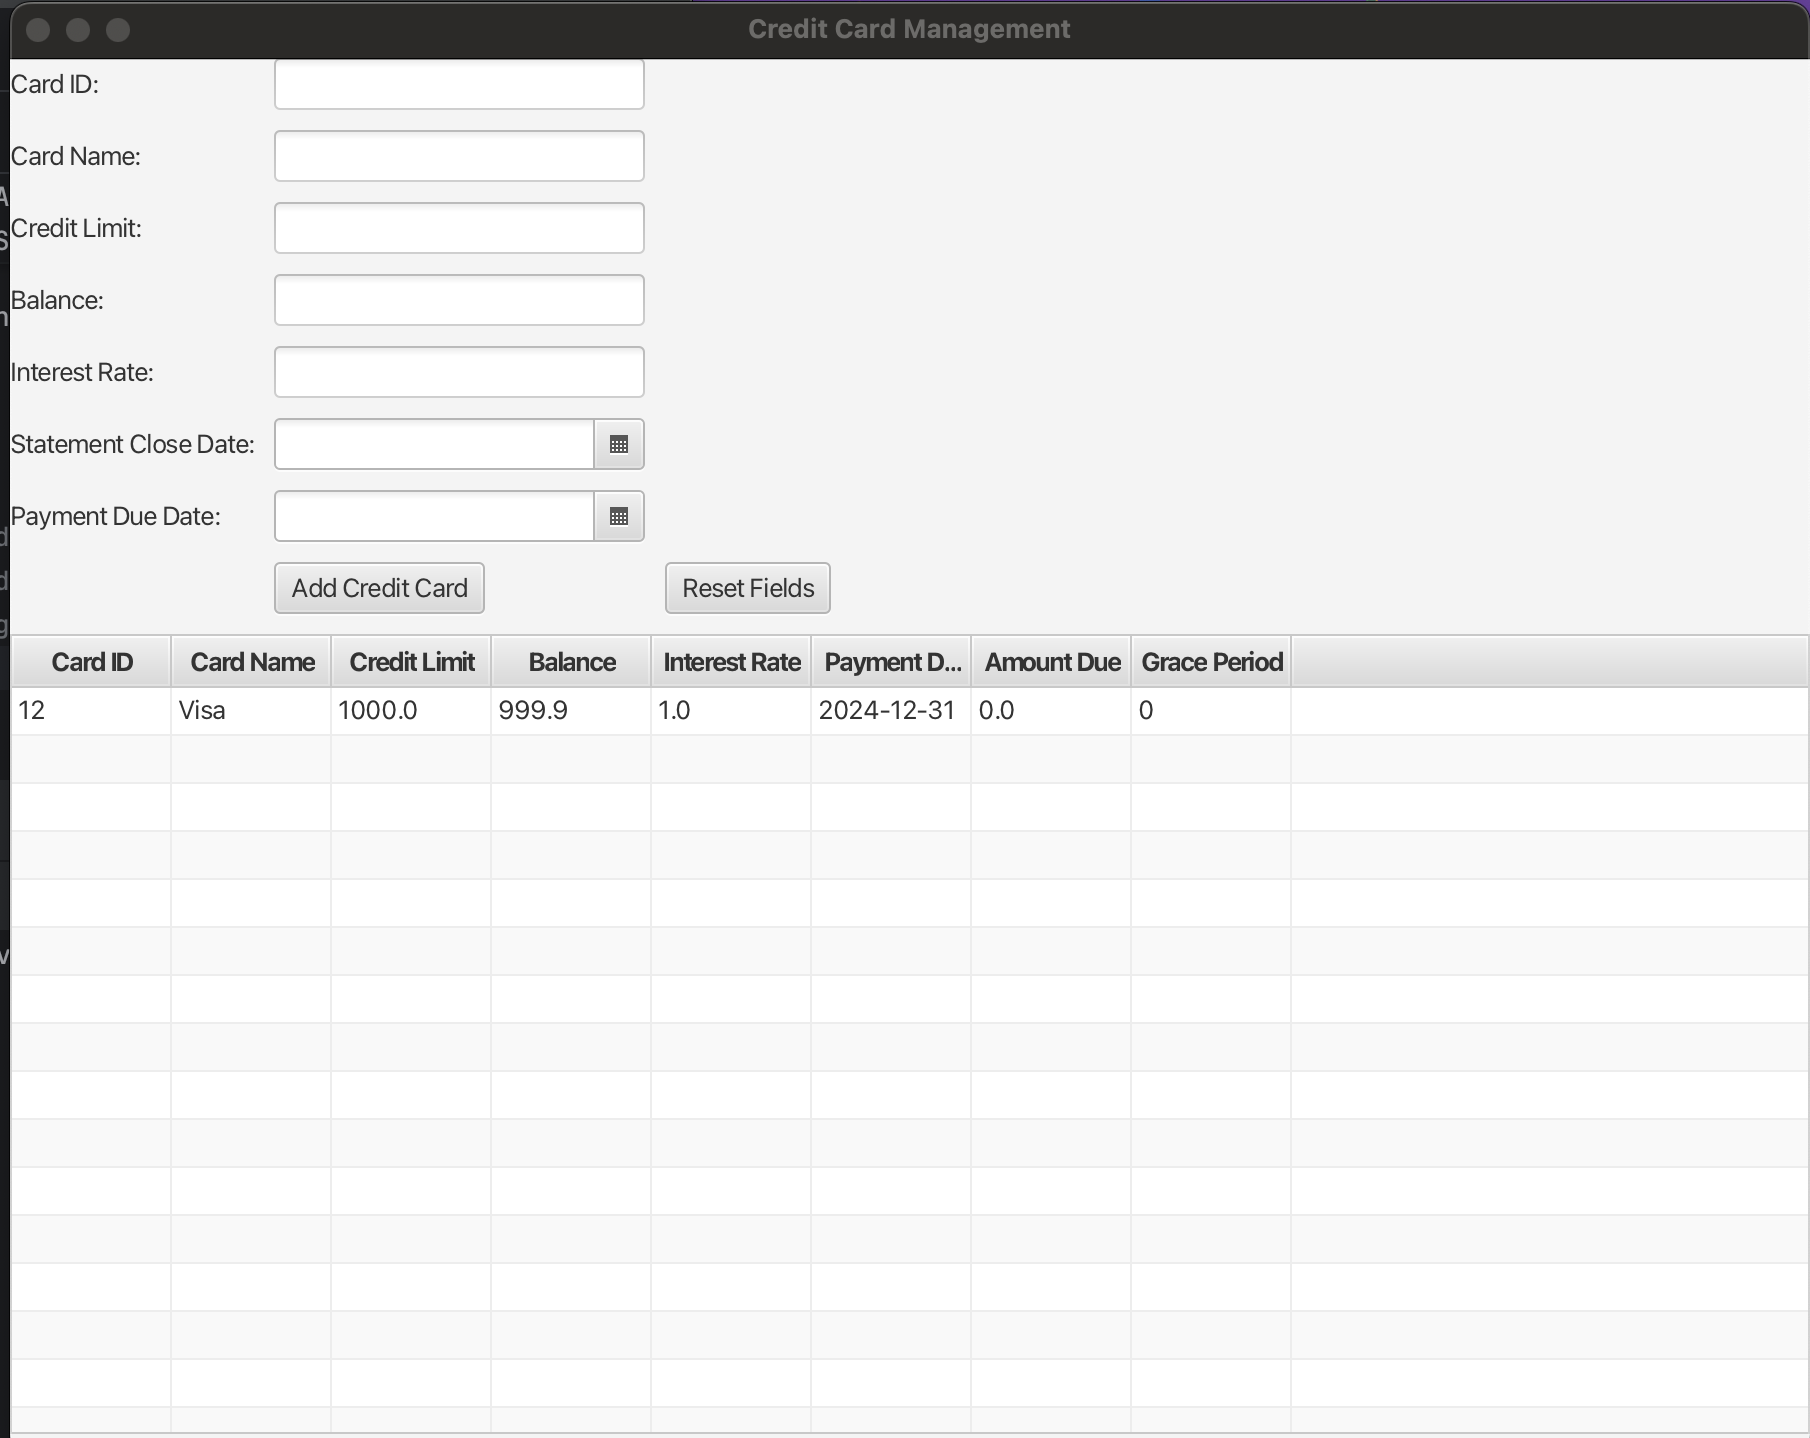 Credit Card Management
Card ID:
Card Name:
Credit Limit:
Balance:
Interest Rate:
Statement Close Date:
Payment Due Date:
Add Credit Card Reset Fields
Card ID Card Name Credit Limit Balance Interest Rate Payment D... Amount Due Grace Period
12 Visa 1000.0 999.9 1.0 2024-12-31 0.0 0